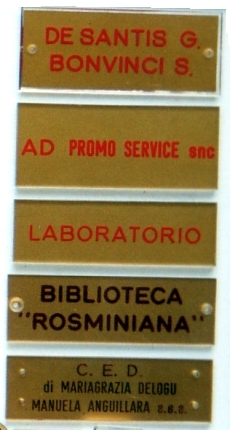 DE SANTIS G.
BONVINCI S.
AD PROMO SERVICE snc
LABORATORIO
BIBLIOTECA
"ROSMINIANA"
C. E. D.
di MARIAGRAZIA DELOGU
MANUELA ANGUILLARA s.a.s.